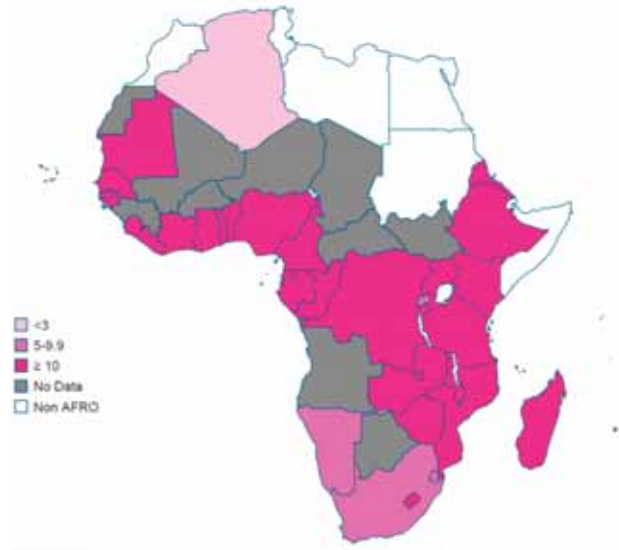 <3
5-9.9
≥ 10
No Data
Non AFRO